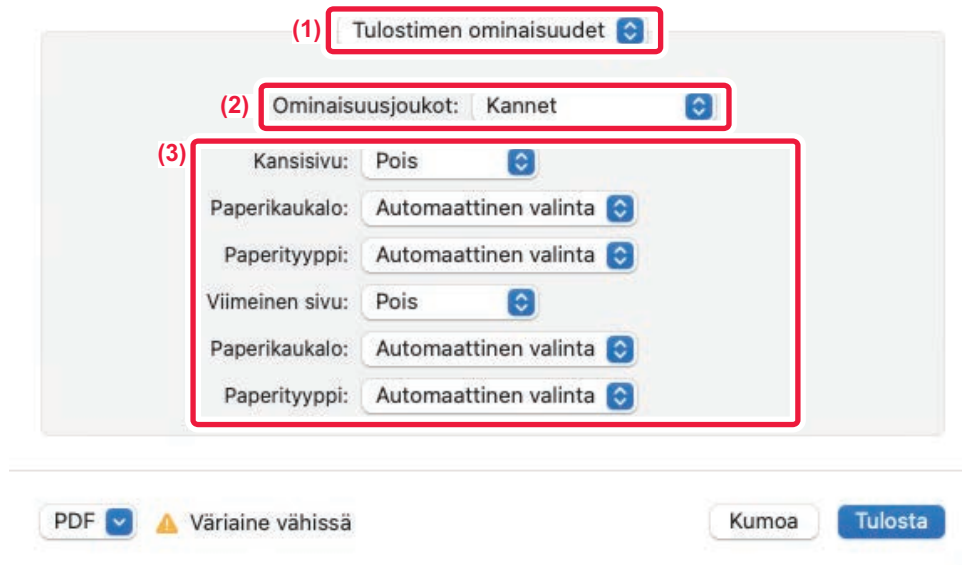 (1) Tulostimen ominaisuudet
(2) Ominaisuusjoukot: Kannet
(3) Kansisivu: Pois
Paperikaukalo: Automaattinen valinta
Paperityyppi: Automaattinen valinta
Viimeinen sivu: Pois
Paperikaukalo: Automaattinen valinta
Paperityyppi: Automaattinen valinta
PDF Väriaine vähissä Kumoa Tulosta